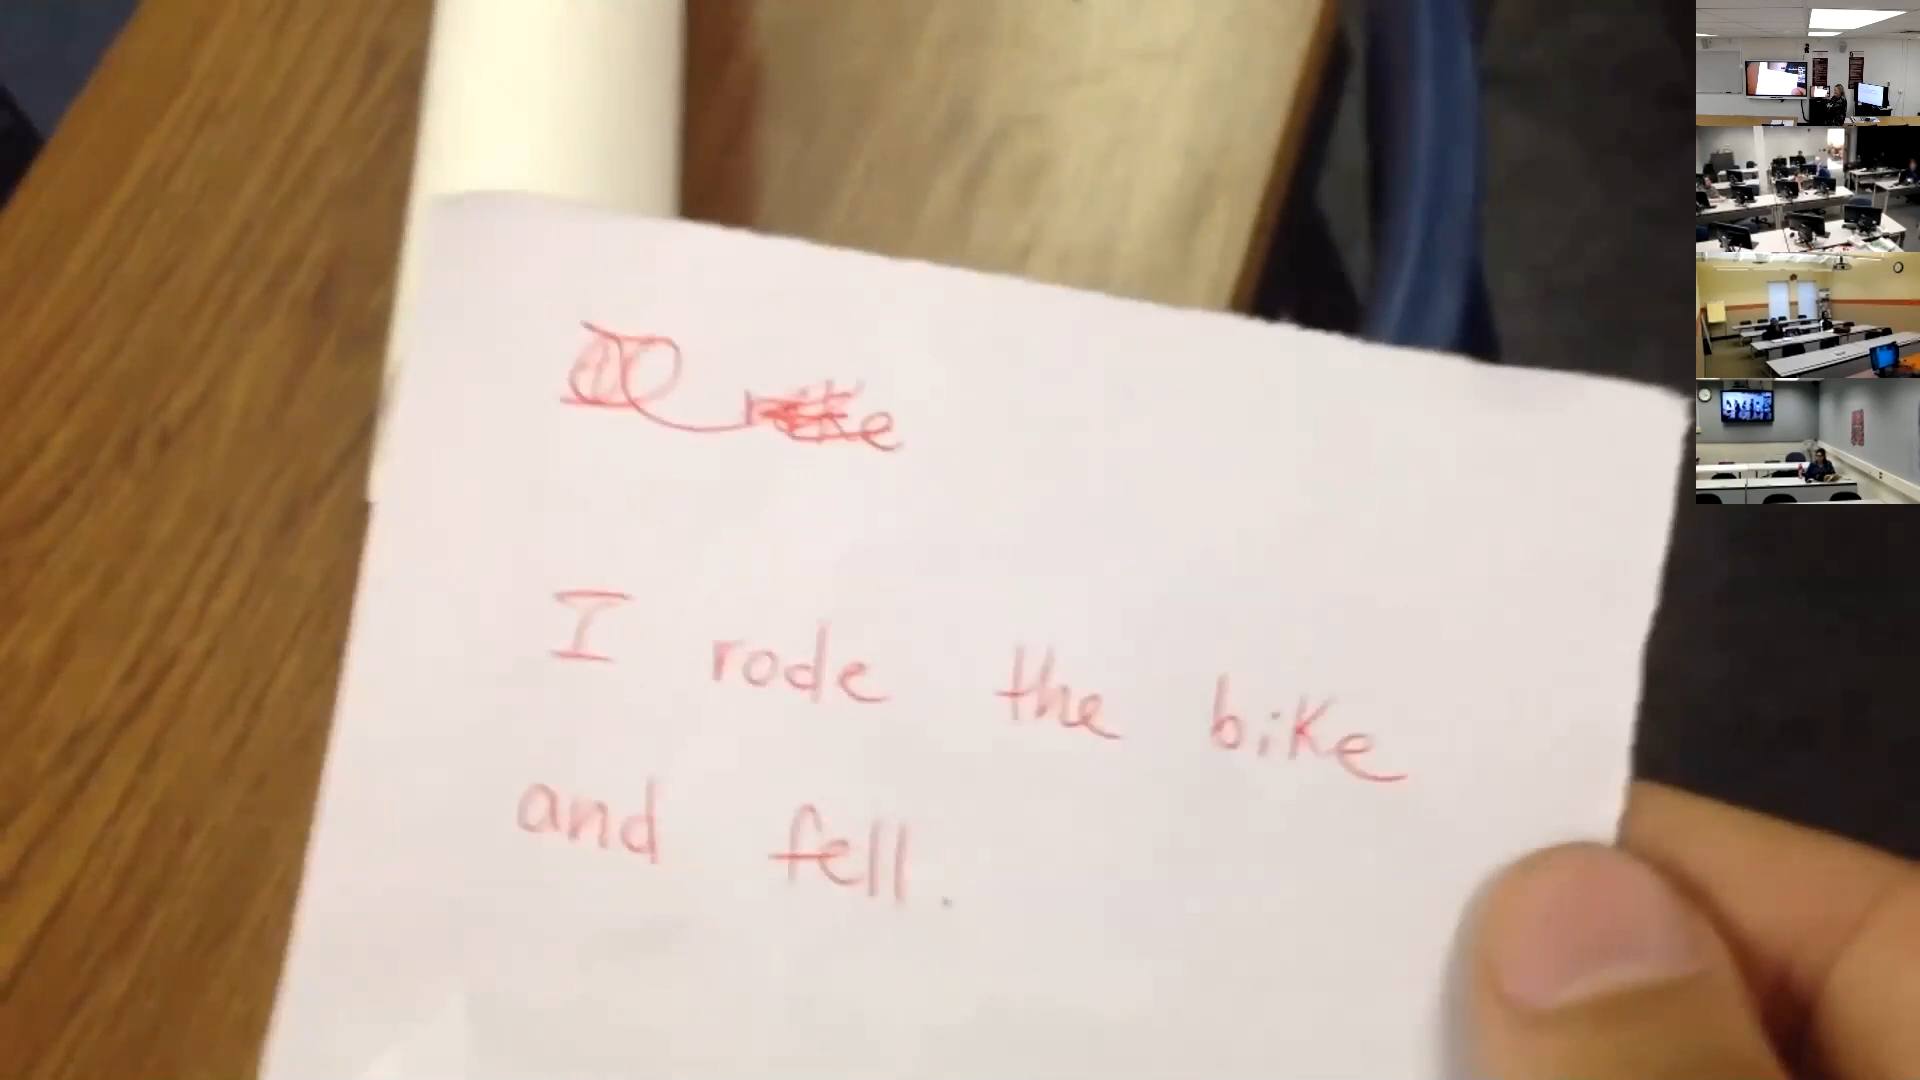 I rode the bike
and fell.